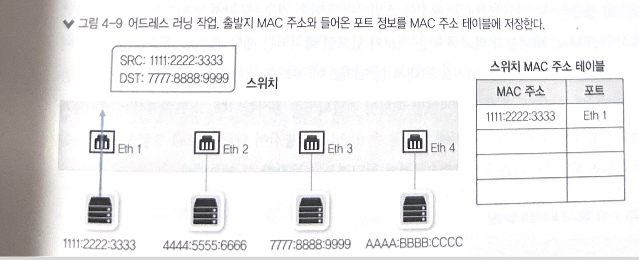 그림 4-9 어드레스 러닝 작업. 출발지 MAC 주소와 들어온 포트 정보를 MAC 주소 테이블에 저장한다.
SRC: 1111:2222:3333
DST: 7777:8888:9999
스위치
Eth 1
Eth 2
Eth 3
Eth 4
1111:2222:3333
4444:5555:6666
7777:8888:9999
AAAA:BBBB:CCCC
스위치 MAC 주소 테이블
MAC 주소 포트
1111:2222:3333 Eth 1